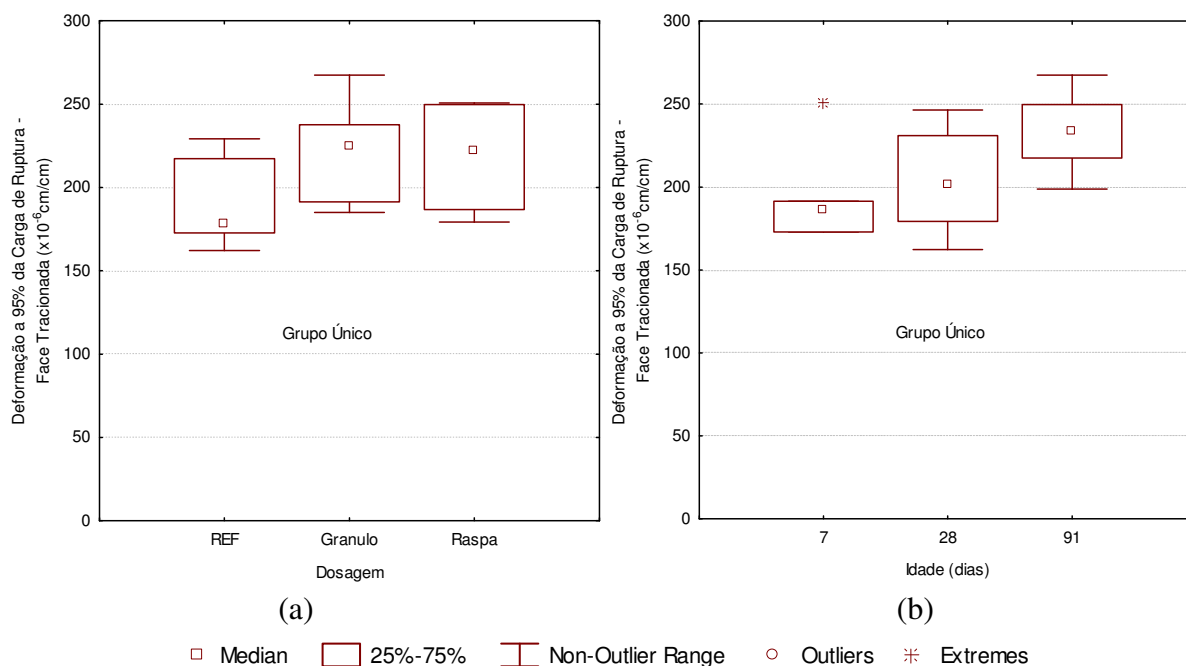 Deformação a 95% da Carga de Ruptura -
Face Tracionada (x10⁻⁶cm/cm)
300
250
200
150
100
50
0
Grupo Único
REF Granulo Raspa
Dosagem
(a)
Deformação a 95% da Carga de Ruptura -
Face Tracionada (x10⁻⁶cm/cm)
300
250
200
150
100
50
0
Grupo Único
7 28 91
Idade (dias)
(b)
Median 25%-75% Non-Outlier Range Outliers Extremes